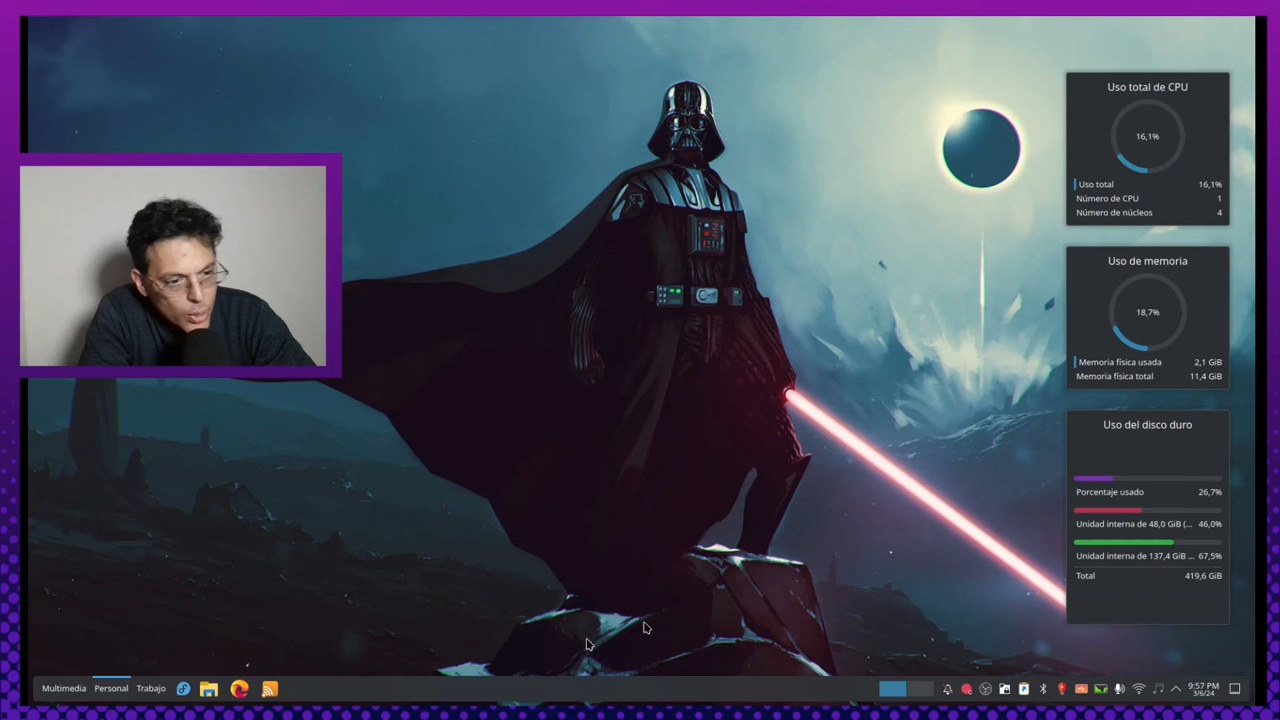 Uso total de CPU
16,1%
Uso total 16,1%
Número de CPU 1
Número de núcleos 4
Uso de memoria
18,7%
Memoria física usada 2,1 GiB
Memoria física total 11,4 GiB
Uso del disco duro
Porcentaje usado 26,7%
Unidad interna de 48,0 GiB (... 46,0%
Unidad interna de 137,4 GiB ... 67,5%
Total 419,6 GiB
Multimedia Personal Trabajo
9:57 PM
3/6/24